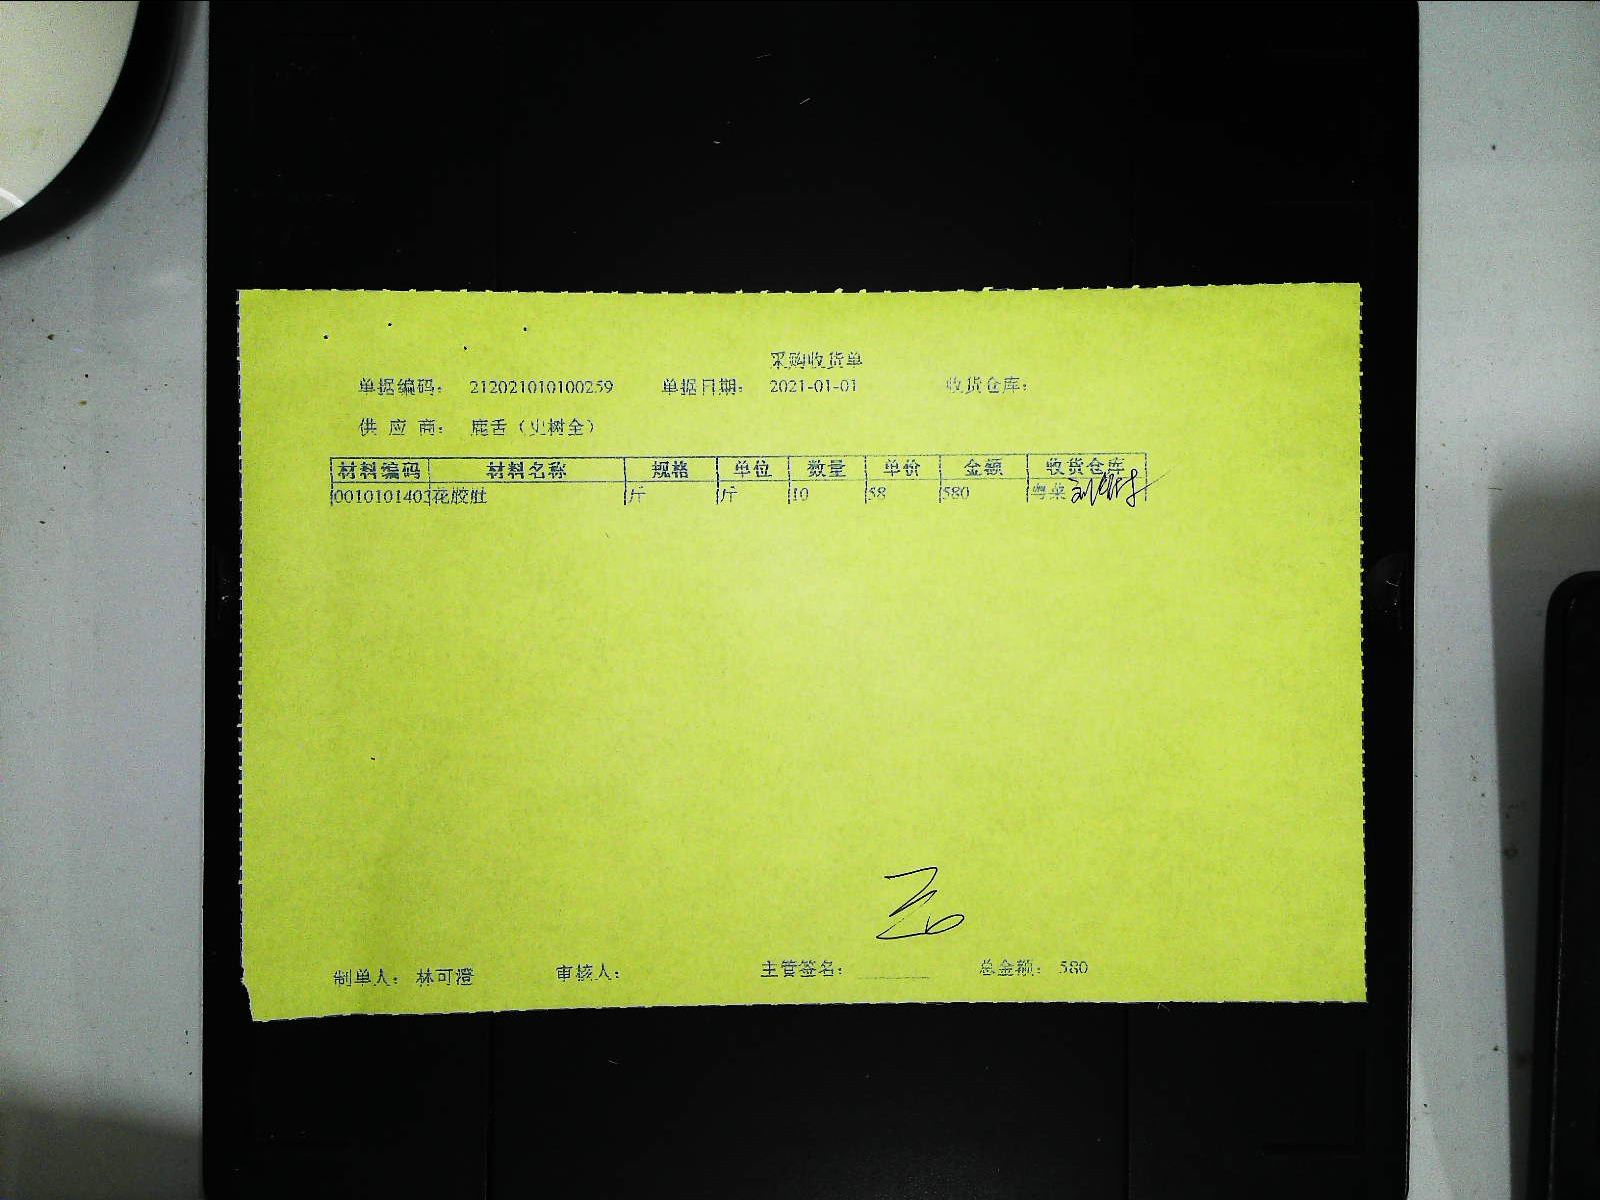 采购收货单
单据编码： 212021010100259 单据日期： 2021-01-01 收货仓库：
供 应 商： 鹿舌（史树全）
材料编码 材料名称 规格 单位 数量 单价 金额 收货仓库
0010101403 花胶肚 斤 斤 10 58 580 粤菜
制单人： 林可澄 审核人： 主管签名： 总金额： 580